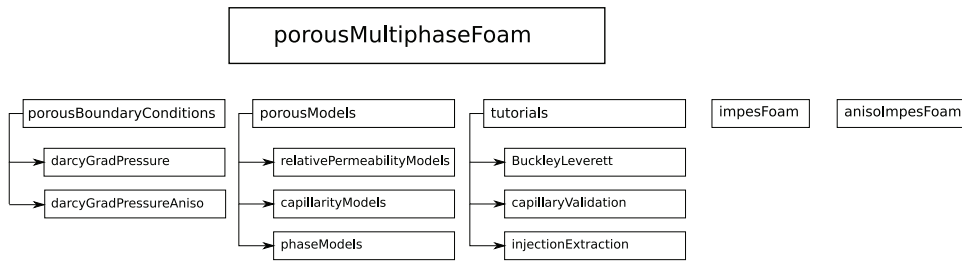 porousMultiphaseFoam
porousBoundaryConditions
darcyGradPressure
darcyGradPressureAniso
porousModels
relativePermeabilityModels
capillarityModels
phaseModels
tutorials
BuckleyLeverett
capillaryValidation
injectionExtraction
impesFoam
anisoImpesFoam